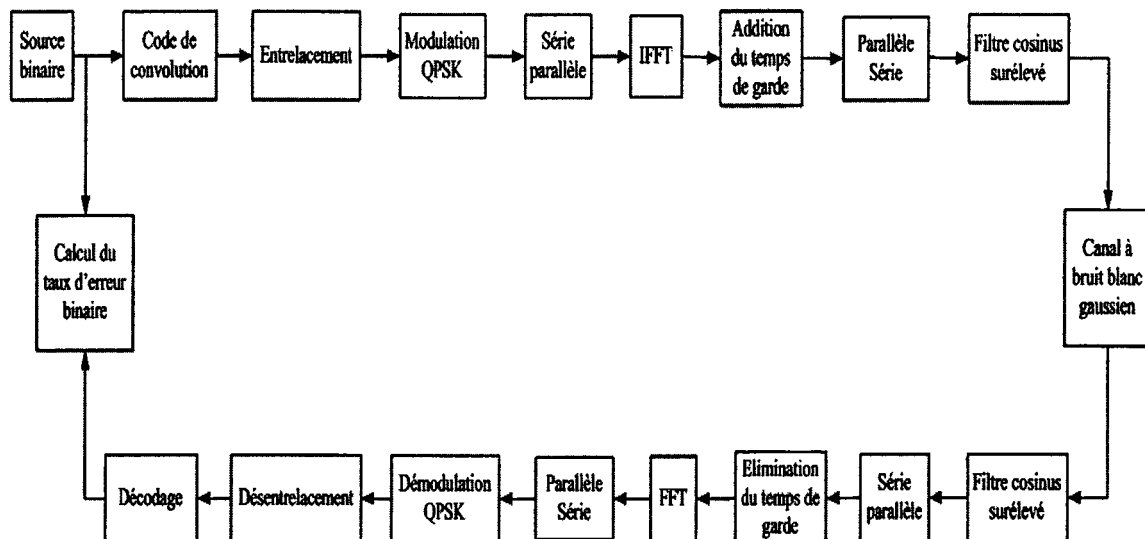 Source
binaire
Code de
convolution
Entrelacement
Modulation
QPSK
Série
parallèle
IFFT
Addition
du temps
de garde
Parallèle
Série
Filtre cosinus
surélevé
Calcul du
taux d'erreur
binaire
Canal à
bruit blanc
gaussien
Décodage
Désentrelacement
Démodulation
QPSK
Parallèle
Série
FFT
Elimination
du temps de
garde
Série
parallèle
Filtre cosinus
surélevé